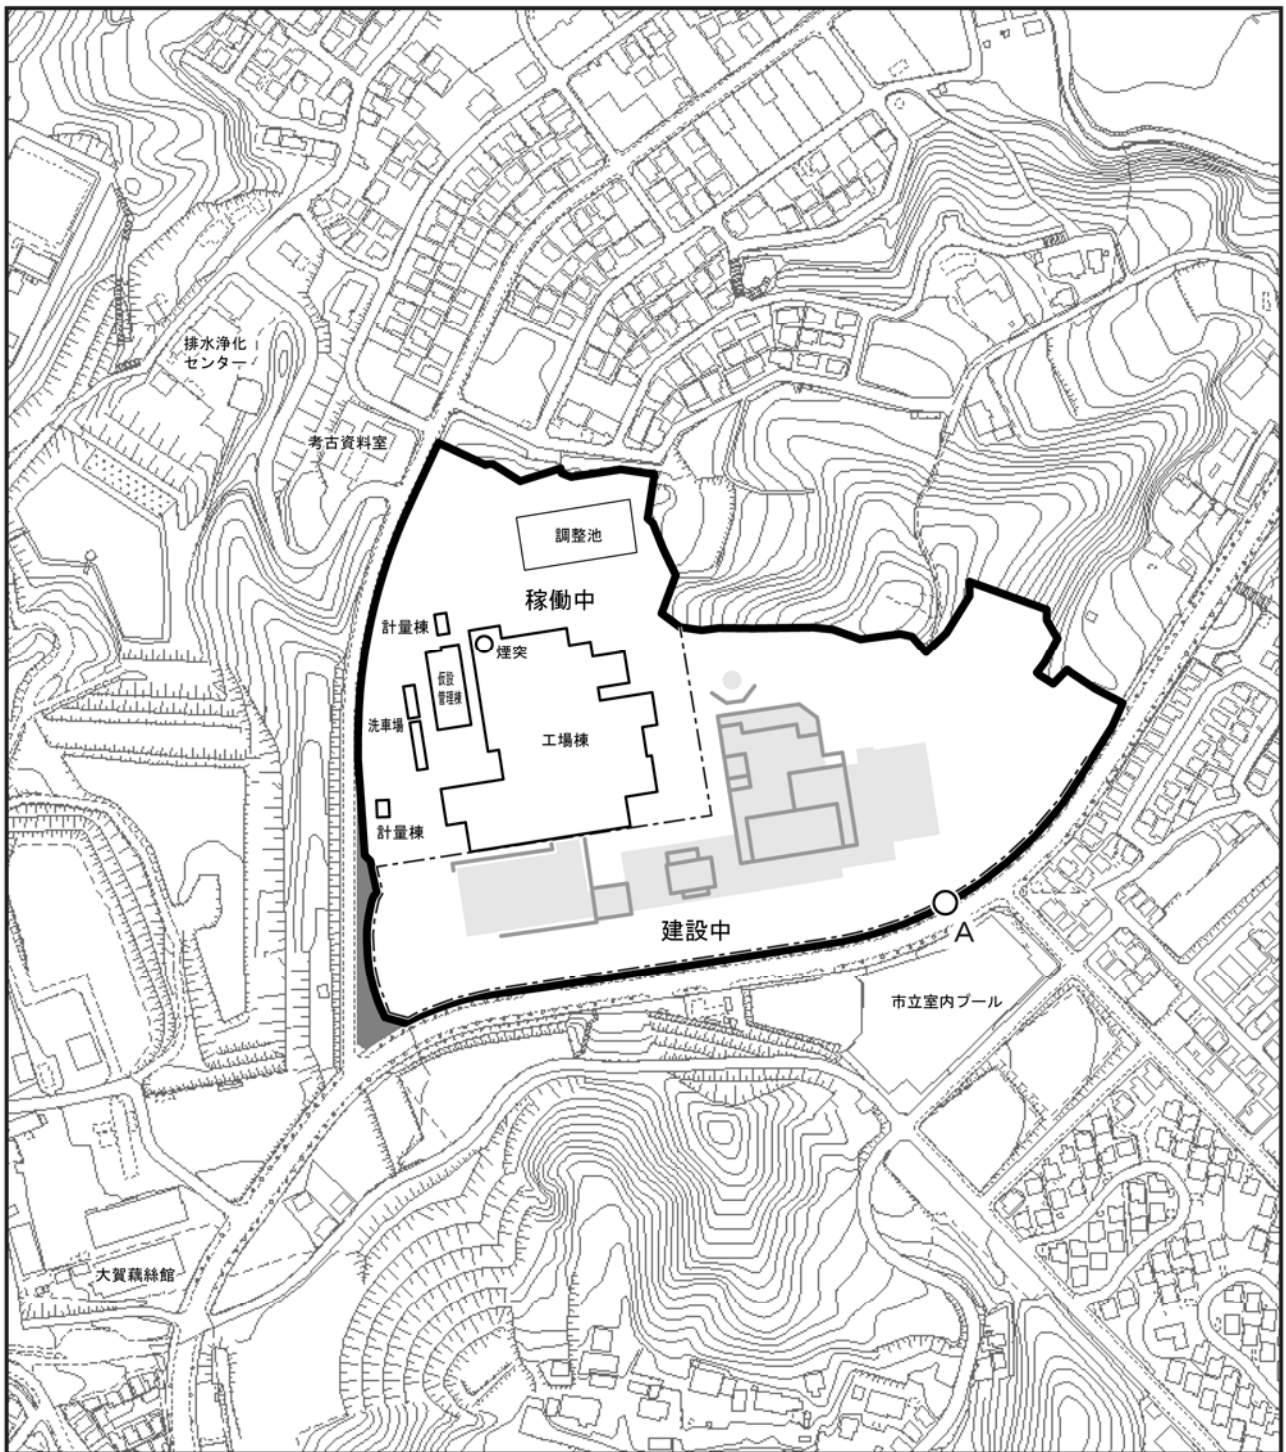 排水浄化
センター
考古資料室
調整池
稼働中
計量棟
煙突
仮設
管理棟
洗車場
工場棟
計量棟
建設中
A
市立室内プール
大賀藕絲館